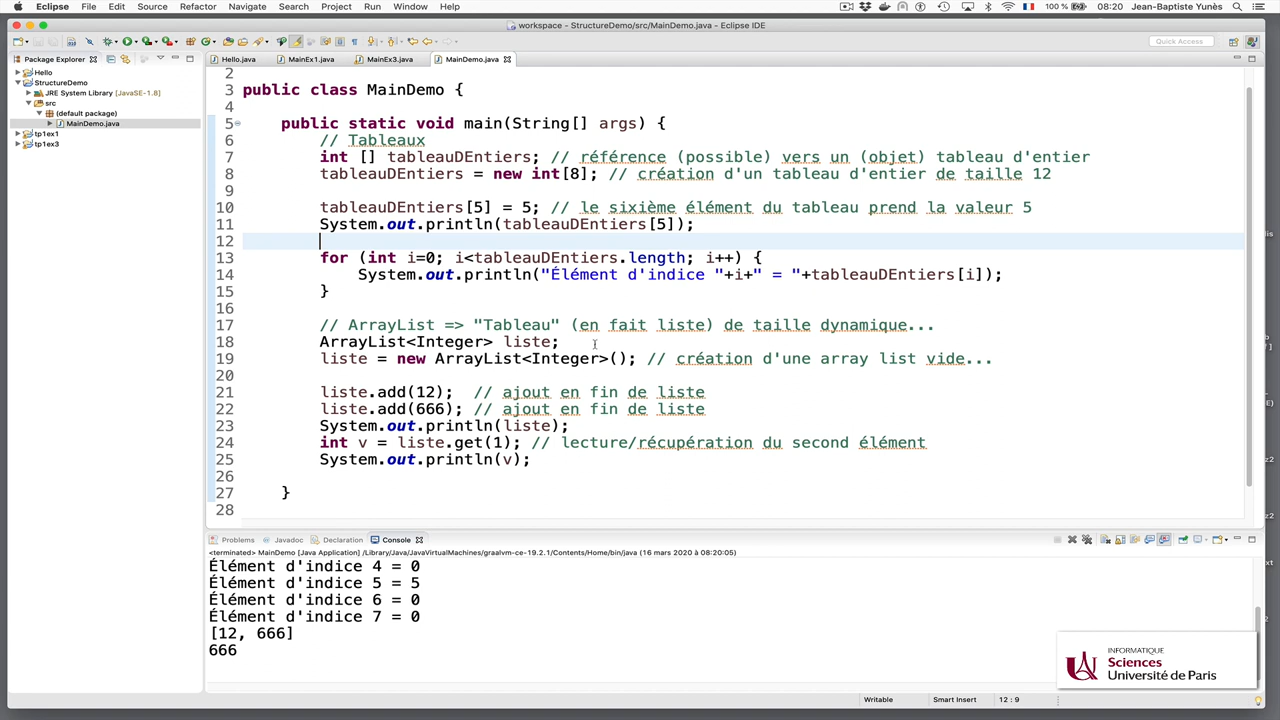 Eclipse File Edit Source Refactor Navigate Search Project Run Window Help 100 % 08:20 Jean-Baptiste Yunès
workspace - StructureDemo/src/MainDemo.java - Eclipse IDE
Quick Access
Package Explorer
Hello
StructureDemo
JRE System Library [JavaSE-1.8]
src
(default package)
MainDemo.java
tp1ex1
tp1ex3
Hello.java MainEx1.java MainEx3.java MainDemo.java
2
3 public class MainDemo {
4
5 public static void main(String[] args) {
6 // Tableaux
7 int [] tableauDEntiers; // référence (possible) vers un (objet) tableau d'entier
8 tableauDEntiers = new int[8]; // création d'un tableau d'entier de taille 12
9
10 tableauDEntiers[5] = 5; // le sixième élément du tableau prend la valeur 5
11 System.out.println(tableauDEntiers[5]);
12
13 for (int i=0; i<tableauDEntiers.length; i++) {
14 System.out.println("Élément d'indice "+i+" = "+tableauDEntiers[i]);
15 }
16
17 // ArrayList => "Tableau" (en fait liste) de taille dynamique...
18 ArrayList<Integer> liste;
19 liste = new ArrayList<Integer>(); // création d'une array list vide...
20
21 liste.add(12); // ajout en fin de liste
22 liste.add(666); // ajout en fin de liste
23 System.out.println(liste);
24 int v = liste.get(1); // lecture/récupération du second élément
25 System.out.println(v);
26
27 }
28
Problems Javadoc Declaration Console
<terminated> MainDemo [Java Application] /Library/Java/JavaVirtualMachines/graalvm-ce-19.2.1/Contents/Home/bin/java (16 mars 2020 à 08:20:05)
Élément d'indice 4 = 0
Élément d'indice 5 = 5
Élément d'indice 6 = 0
Élément d'indice 7 = 0
[12, 666]
666
INFORMATIQUE
Sciences
Université de Paris
Writable Smart Insert 12 : 9